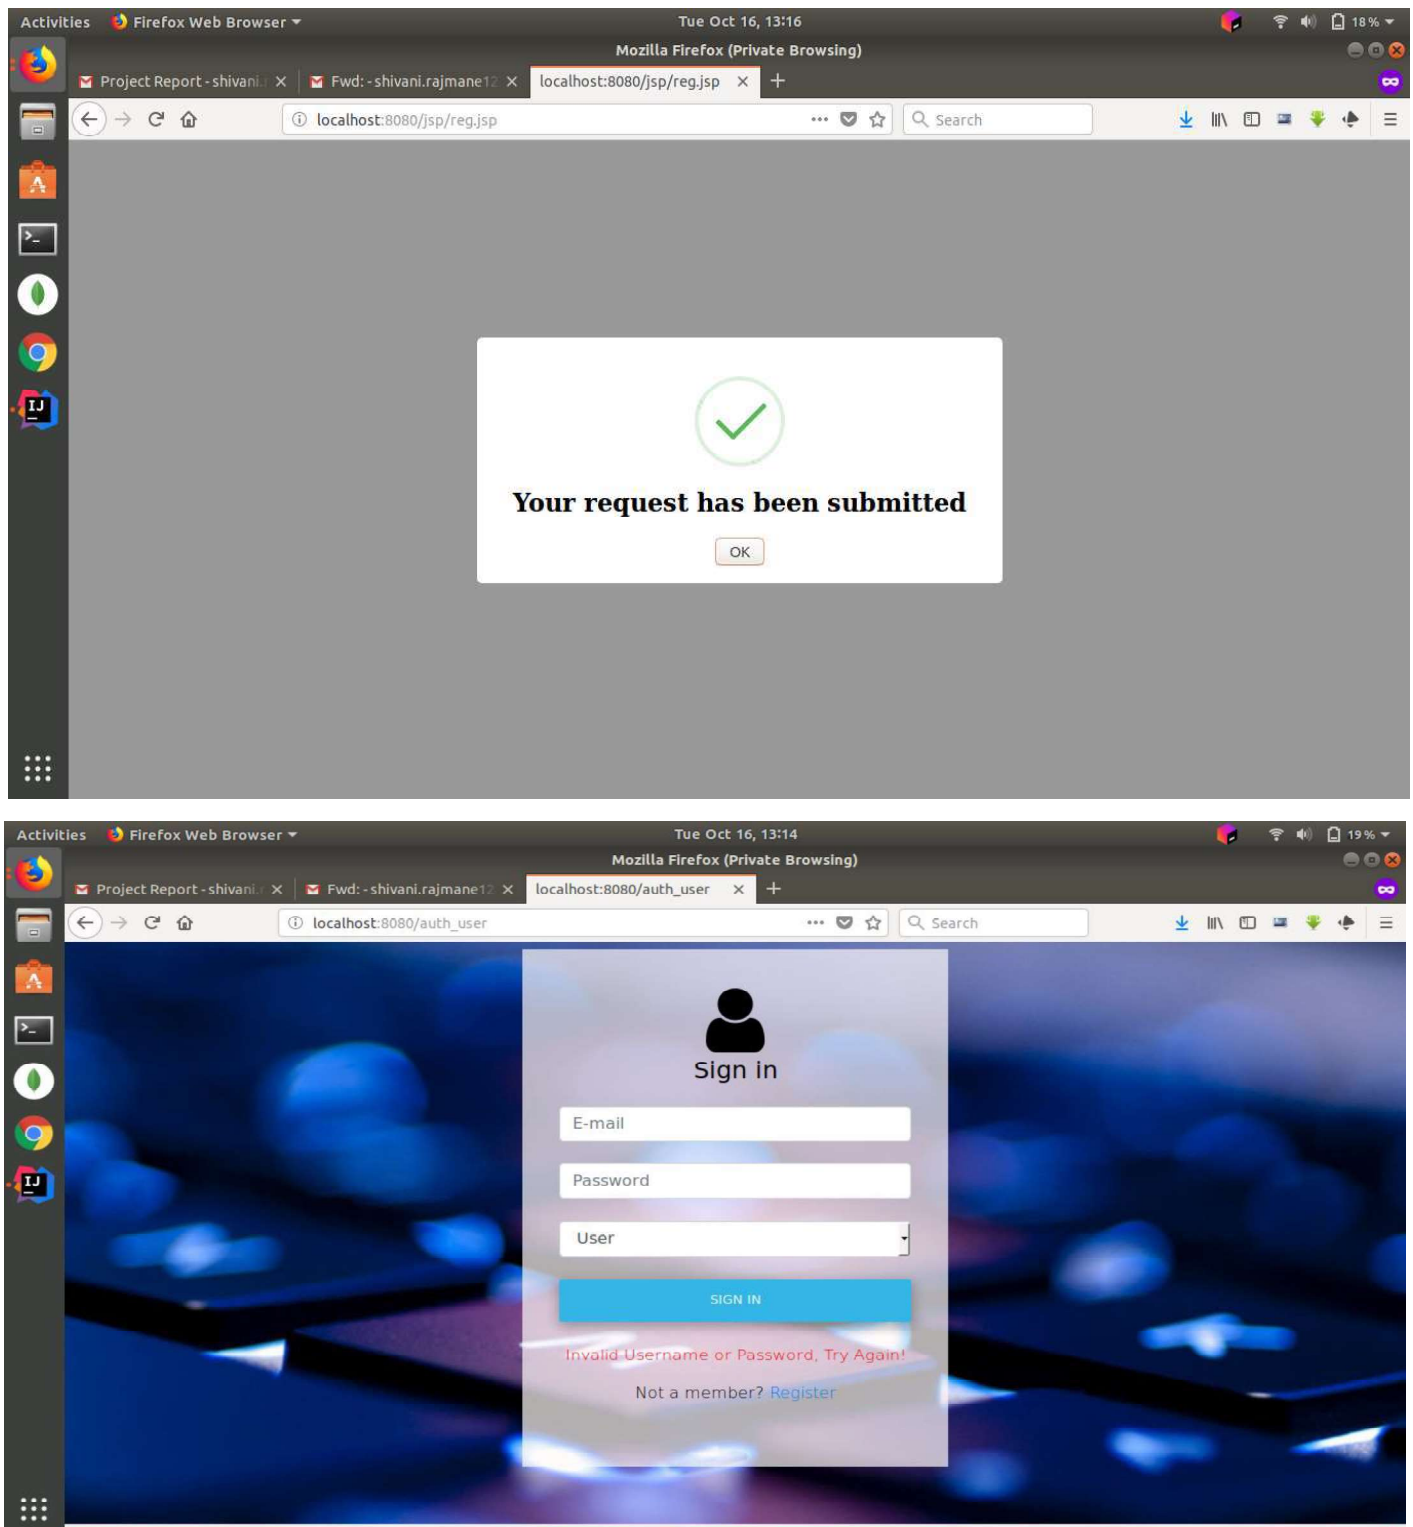 Activities Firefox Web Browser Tue Oct 16, 13:16 18%
Mozilla Firefox (Private Browsing)
Project Report - shivani. Fwd: - shivani.rajmane12 localhost:8080/jsp/reg.jsp
localhost:8080/jsp/reg.jsp Search
Your request has been submitted
OK
Activities Firefox Web Browser Tue Oct 16, 13:14 19%
Mozilla Firefox (Private Browsing)
Project Report - shivani. Fwd: - shivani.rajmane12 localhost:8080/auth_user
localhost:8080/auth_user Search
Sign in
E-mail
Password
User
SIGN IN
Invalid Username or Password, Try Again!
Not a member? Register